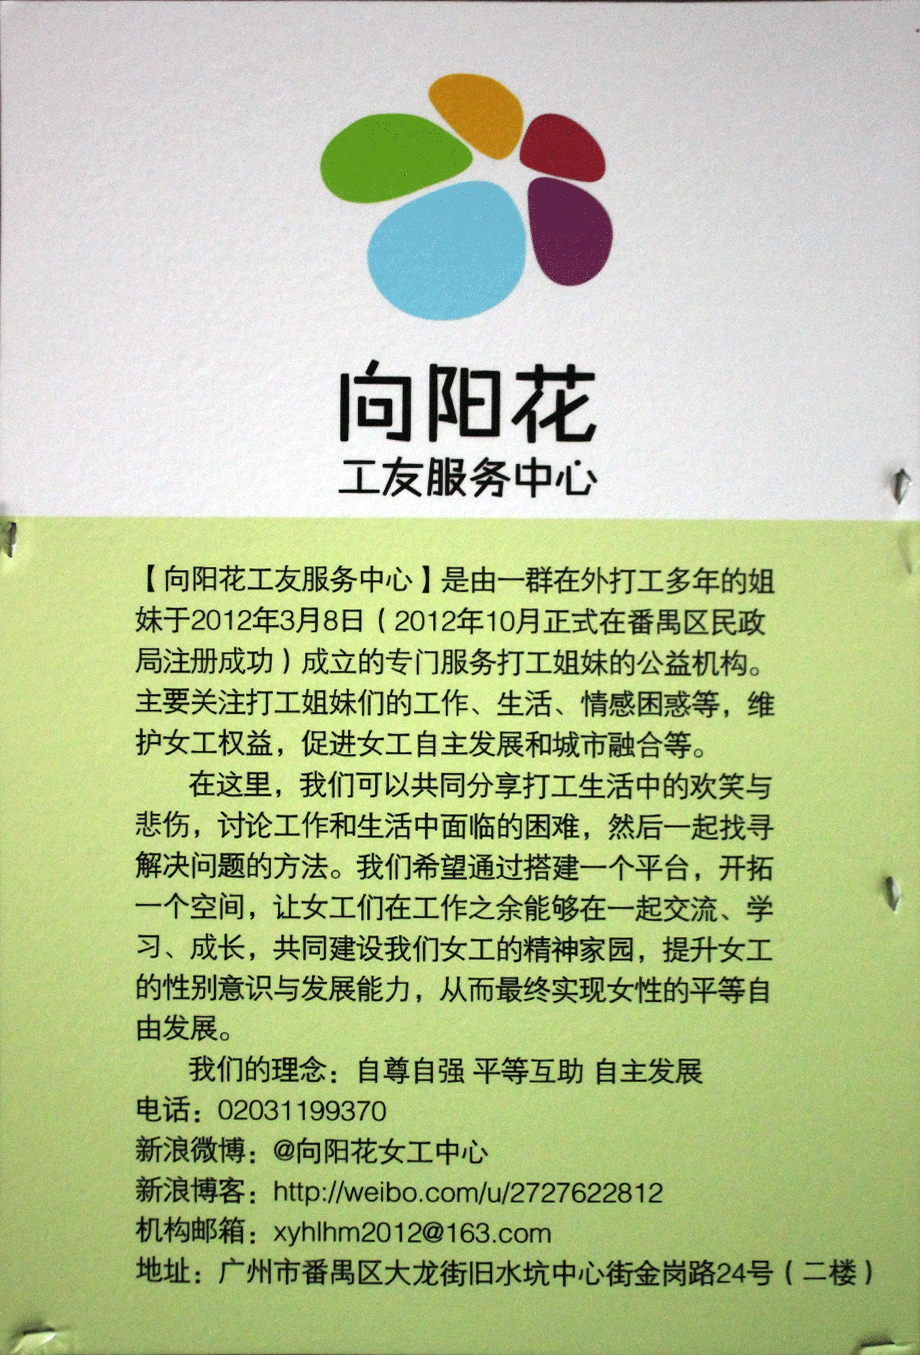 向阳花
工友服务中心
【向阳花工友服务中心】是由一群在外打工多年的姐
妹于2012年3月8日（2012年10月正式在番禺区民政
局注册成功）成立的专门服务打工姐妹的公益机构。
主要关注打工姐妹们的工作、生活、情感困惑等，维
护女工权益，促进女工自主发展和城市融合等。
在这里，我们可以共同分享打工生活中的欢笑与
悲伤，讨论工作和生活中面临的困难，然后一起找寻
解决问题的方法。我们希望通过搭建一个平台，开拓
一个空间，让女工们在工作之余能够在一起交流、学
习、成长，共同建设我们女工的精神家园，提升女工
的性别意识与发展能力，从而最终实现女性的平等自
由发展。
我们的理念：自尊自强 平等互助 自主发展
电话：02031199370
新浪微博：@向阳花女工中心
新浪博客：http://weibo.com/u/2727622812
机构邮箱：xyhlhm2012@163.com
地址：广州市番禺区大龙街旧水坑中心街金岗路24号（二楼）